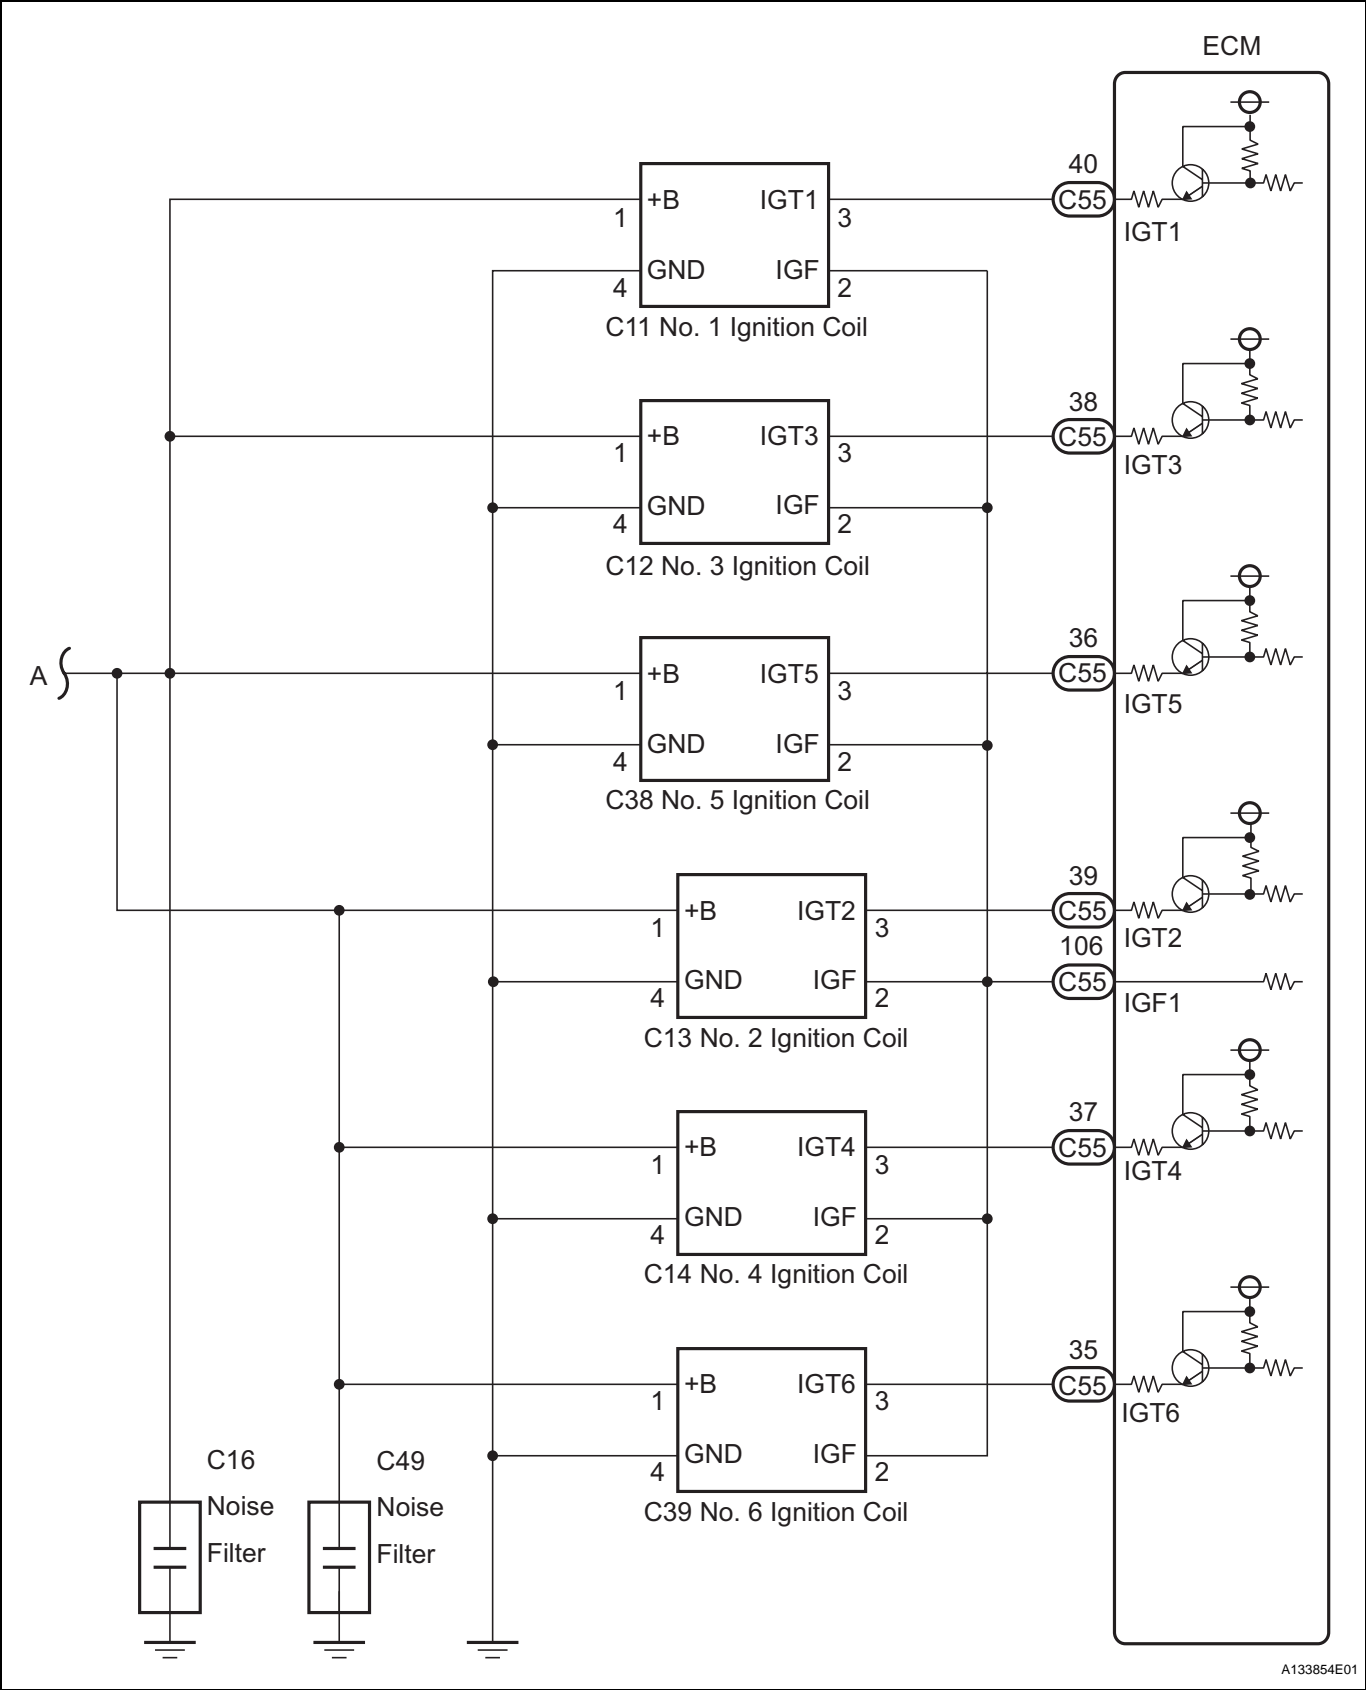 ECM
40
+B
IGT1
C55
1
3
IGT1
GND
IGF
4
2
C11 No. 1 Ignition Coil
38
+B
IGT3
C55
1
3
IGT3
GND
IGF
4
2
C12 No. 3 Ignition Coil
36
A
+B
IGT5
C55
1
3
IGT5
GND
IGF
4
2
C38 No. 5 Ignition Coil
39
+B
IGT2
C55
1
3
IGT2
106
GND
IGF
C55
4
2
IGF1
C13 No. 2 Ignition Coil
37
+B
IGT4
C55
1
3
IGT4
GND
IGF
4
2
C14 No. 4 Ignition Coil
35
+B
IGT6
C55
1
3
IGT6
GND
IGF
4
2
C39 No. 6 Ignition Coil
C16
Noise
Filter
C49
Noise
Filter
A133854E01